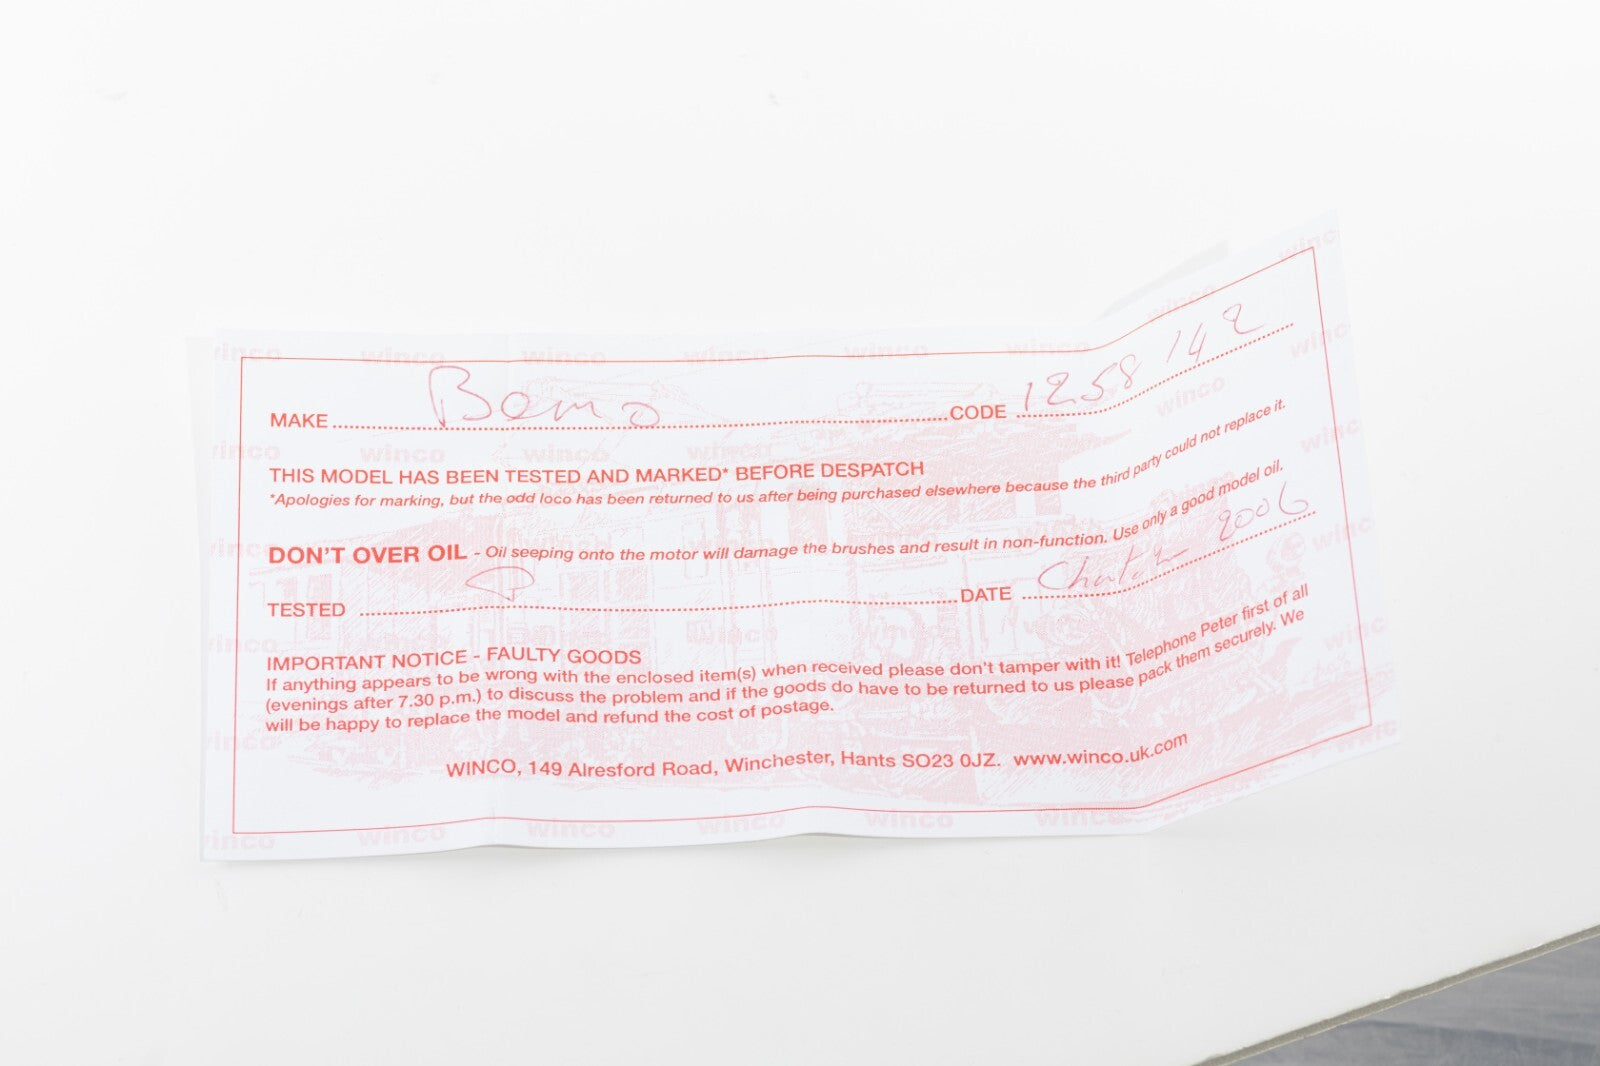 MAKE Bemo CODE 1258 142
THIS MODEL HAS BEEN TESTED AND MARKED* BEFORE DESPATCH
*Apologies for marking, but the odd loco has been returned to us after being purchased elsewhere because the third party could not replace it.
DON'T OVER OIL - Oil seeping onto the motor will damage the brushes and result in non-function. Use only a good model oil.
TESTED DATE 2006
IMPORTANT NOTICE - FAULTY GOODS
If anything appears to be wrong with the enclosed item(s) when received please don't tamper with it! Telephone Peter first of all
(evenings after 7.30 p.m.) to discuss the problem and if the goods do have to be returned to us please pack them securely. We
will be happy to replace the model and refund the cost of postage.
WINCO, 149 Alresford Road, Winchester, Hants SO23 0JZ. www.winco.uk.com